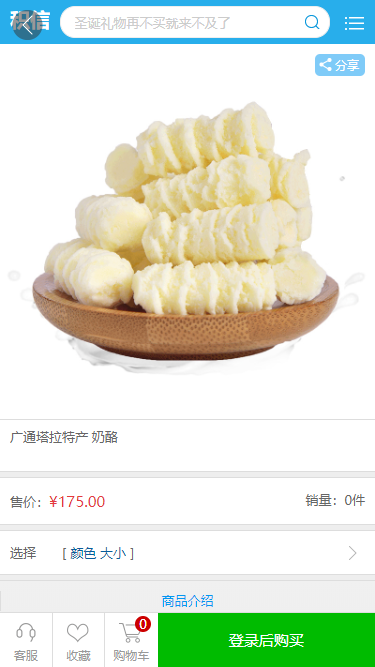 积信
圣诞礼物再不买就来不及了
分享
广通塔拉特产 奶酪
售价: ¥175.00
销量: 0件
选择 [ 颜色 大小 ]
商品介绍
客服
收藏
购物车
0
登录后购买